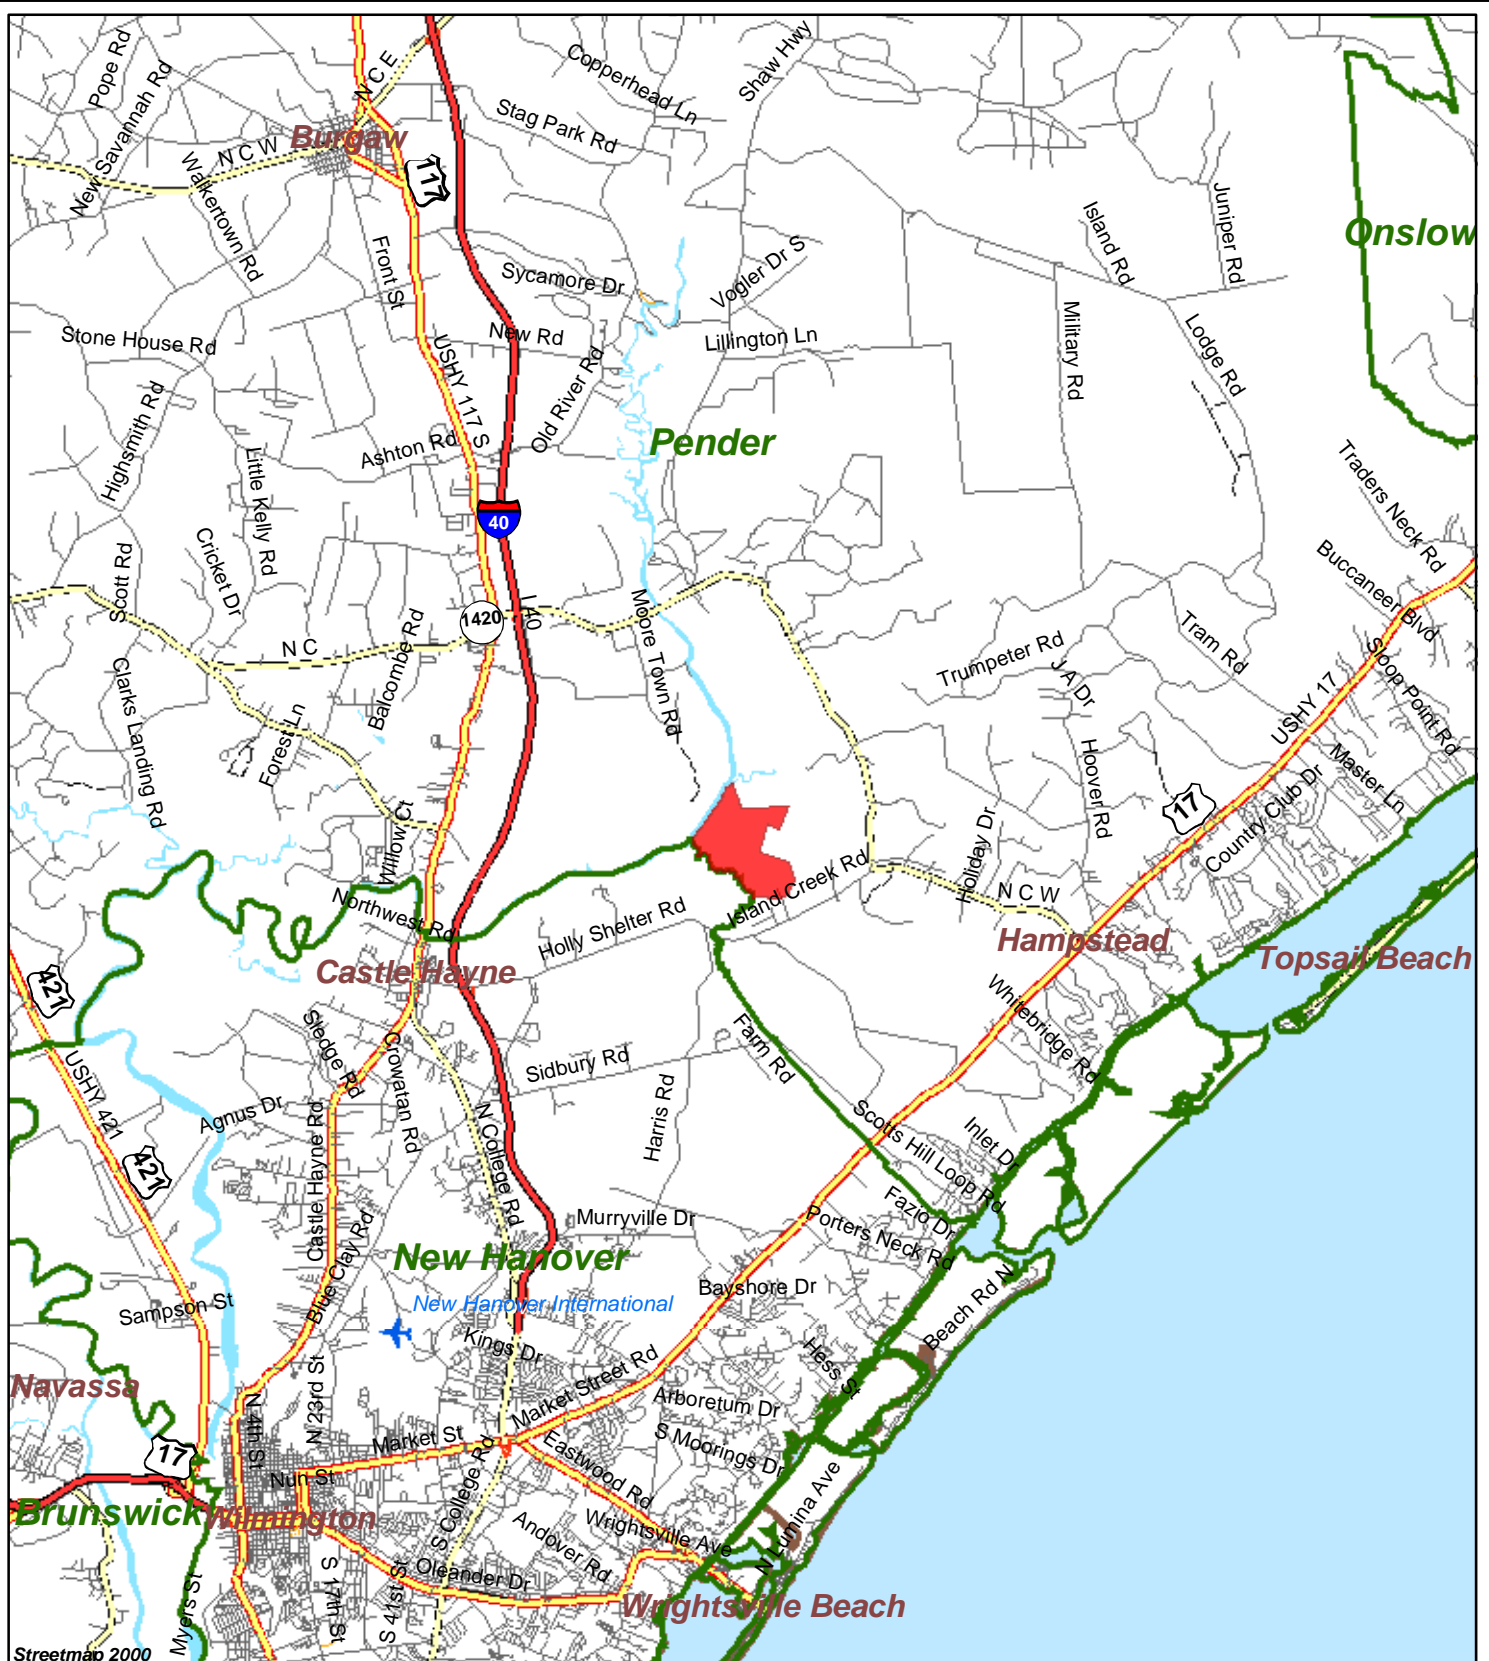 Pope Rd
New Savannah Rd
N C E
Copperhead Ln
Shaw Hwy
Stag Park Rd
Burgaw
N C W
Walkertown Rd
117
Juniper Rd
Island Rd
Onslow
Front St
Sycamore Dr
Vogler Dr S
Stone House Rd
New Rd
Lillington Ln
Military Rd
Lodge Rd
USHY 117 S
Old River Rd
Highsmith Rd
Ashton Rd
Pender
Little Kelly Rd
Traders Neck Rd
40
Scott Rd
Cricket Dr
Buccaneer Blvd
I 40
1420
Moore Town Rd
Balcombe Rd
N C
Trumpeter Rd
Tram Rd
J A Dr
Sloop Point Rd
Clarks Landing Rd
Forest Ln
USHY 17
Hoover Rd
Master Ln
17
Country Club Dr
Willow Ct
Holiday Dr
Island Creek Rd
N C W
Northwest Rd
Holly Shelter Rd
Hampstead
Topsail Beach
Castle Hayne
421
Whitebridge Rd
Sledge Rd
Crowatan Rd
Farm Rd
Sidbury Rd
USHY 421
Agnus Dr
Castle Hayne Rd
N College Rd
Harris Rd
Scotts Hill Loop Rd
Inlet Dr
421
Fazio Dr
Porters Neck Rd
Murryville Dr
Blue Clay Rd
New Hanover
Bayshore Dr
Beach Rd N
New Hanover International
Sampson St
Kings Dr
Hess St
Navassa
Market Street Rd
Arboretum Dr
N 23rd St
N 4th St
Market St
S Moorings Dr
17
Eastwood Rd
S College Rd
Nun St
N Lumina Ave
Brunswick
Wilmington
Andover Rd
Wrightsville Ave
Oleander Dr
S 17th St
S 41st St
Myers St
Wrightsville Beach
Streetmap 2000